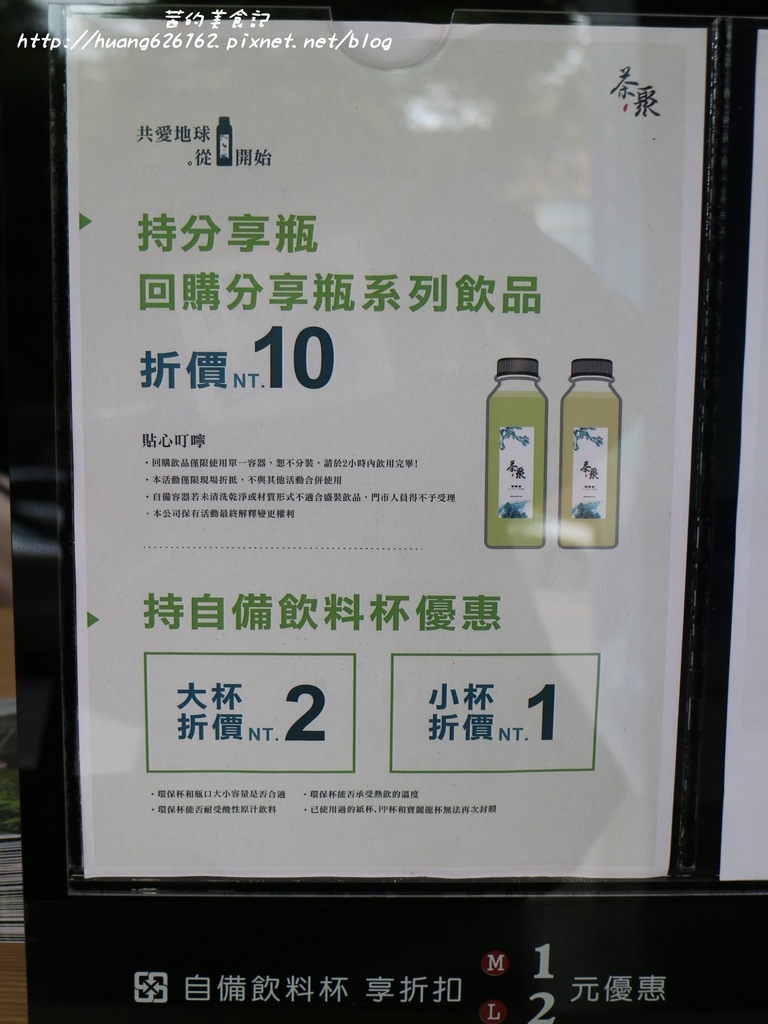 苦的美食記
http://huang626162.pixnet.net/blog
茶聚
共愛地球
。從 開始
持分享瓶
回購分享瓶系列飲品
折價NT.10
貼心叮嚀
・回購飲品僅限使用單一容器，恕不分裝，請於2小時內飲用完畢!
・本活動僅限現場折抵，不與其他活動合併使用
・自備容器若未清洗乾淨或材質形式不適合盛裝飲品，門市人員得不予受理
・本公司保有活動最終解釋變更權利
茶聚
茶聚
持自備飲料杯優惠
大杯
折價NT.2
小杯
折價NT.1
・環保杯和瓶口大小容量是否合適
・環保杯能否承受熱飲的溫度
・環保杯能否耐受酸性原汁飲料
・已使用過的紙杯、PP杯和寶麗龍杯無法再次封膜
自備飲料杯 享折扣 M 1 L 2 元優惠